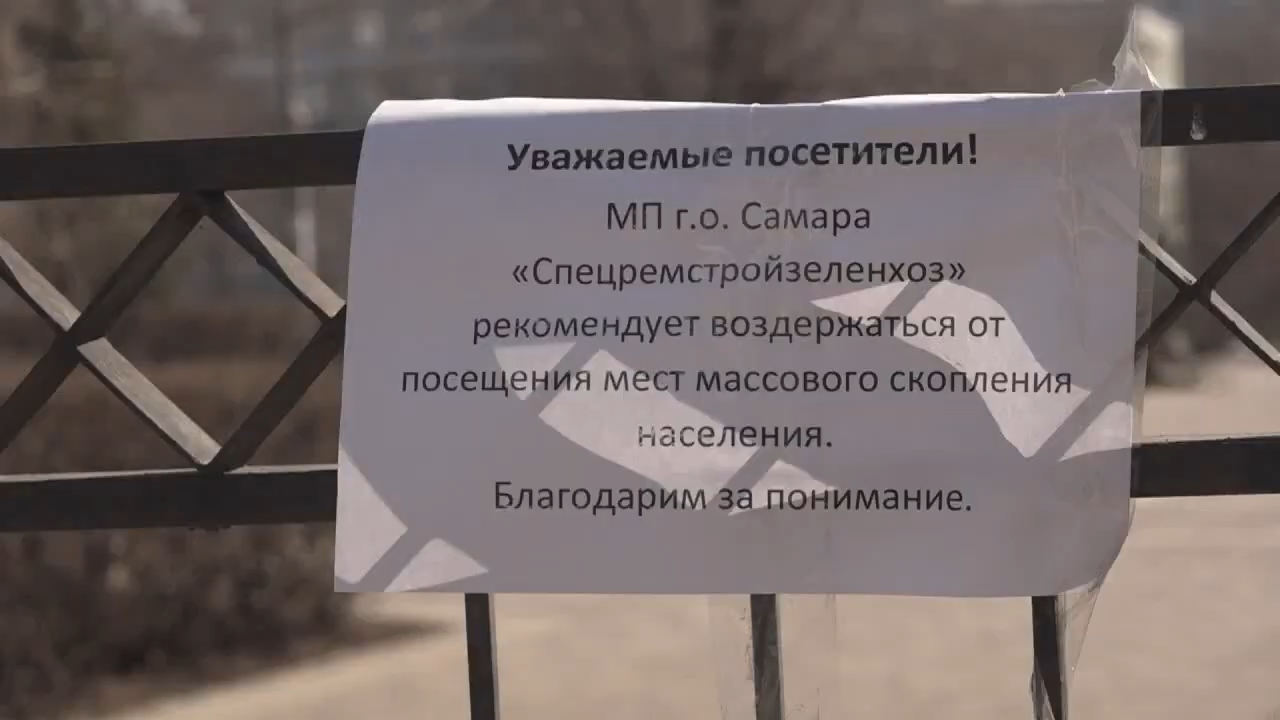 Уважаемые посетители!
МП г.о. Самара
«Спецремстройзеленхоз»
рекомендует воздержаться от
посещения мест массового скопления
населения.
Благодарим за понимание.